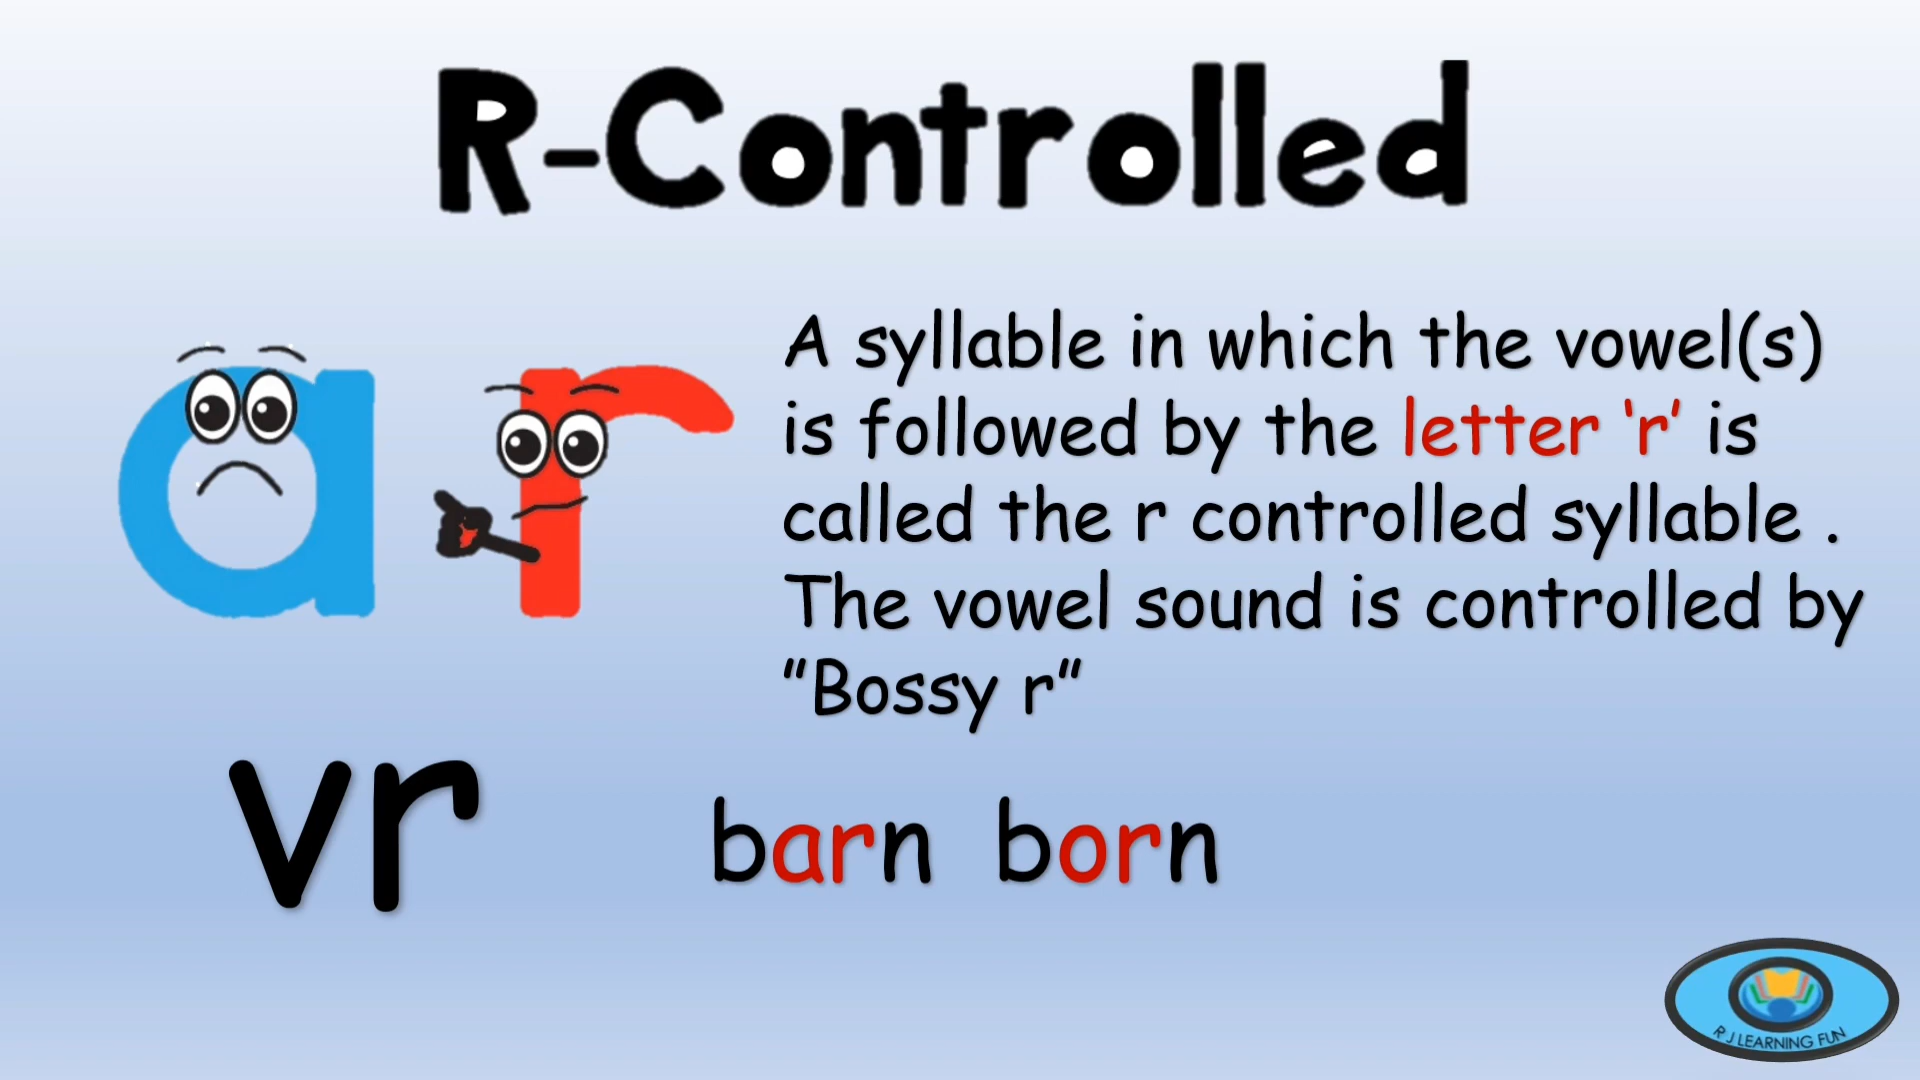 R-Controlled
a r
A syllable in which the vowel(s)
is followed by the letter ‘r’ is
called the r controlled syllable .
The vowel sound is controlled by
”Bossy r”
vr
barn born
R J LEARNING FUN